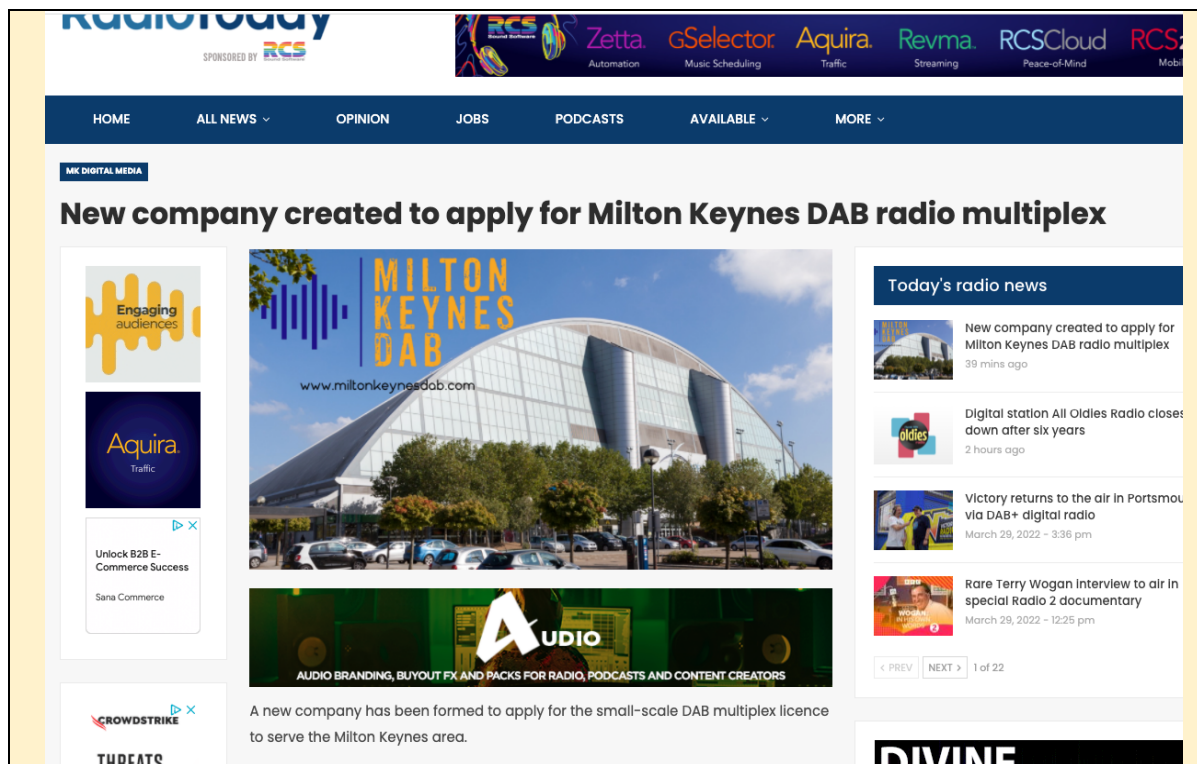 RadioToday
SPONSORED BY RCS
Sound Software
RCS
Sound Software
Zetta.
GSelector.
Aquira.
Revma.
RCSCloud
Automation
Music Scheduling
Traffic
Streaming
Peace-of-Mind
HOME
ALL NEWS
OPINION
JOBS
PODCASTS
AVAILABLE
MORE
MK DIGITAL MEDIA
New company created to apply for Milton Keynes DAB radio multiplex
Engaging
audiences
Aquira.
Traffic
Unlock B2B E-
Commerce Success
Sana Commerce
CROWDSTRIKE
THREATS
MILTON
KEYNES
DAB
www.miltonkeynesdab.com
AUDIO
AUDIO BRANDING, BUYOUT FX AND PACKS FOR RADIO, PODCASTS AND CONTENT CREATORS
A new company has been formed to apply for the small-scale DAB multiplex licence
to serve the Milton Keynes area.
Today's radio news
New company created to apply for
Milton Keynes DAB radio multiplex
39 mins ago
oldies
Digital station All Oldies Radio closes
down after six years
2 hours ago
Victory returns to the air in Portsmou
via DAB+ digital radio
March 29, 2022 - 3:36 pm
WOGAN
Rare Terry Wogan interview to air in
special Radio 2 documentary
March 29, 2022 - 12:25 pm
< PREV
NEXT >
1 of 22
DIVINE